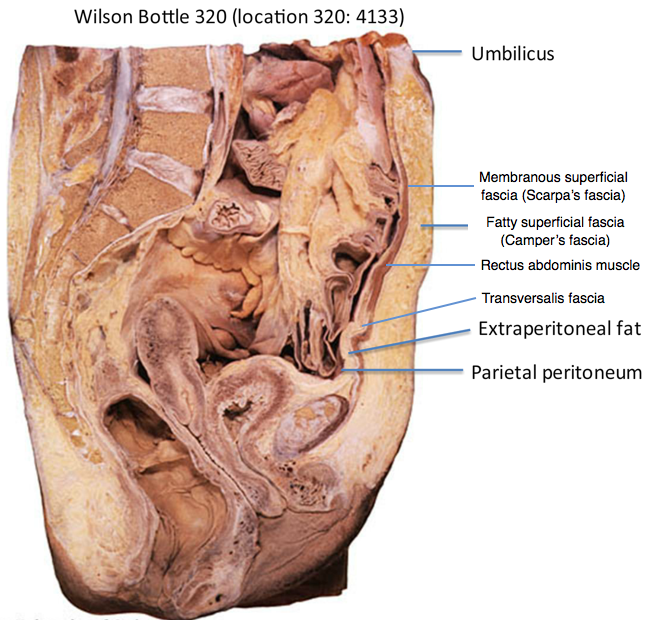 Wilson Bottle 320 (location 320: 4133)
Umbilicus
Membranous superficial
fascia (Scarpa's fascia)
Fatty superficial fascia
(Camper's fascia)
Rectus abdominis muscle
Transversalis fascia
Extraperitoneal fat
Parietal peritoneum